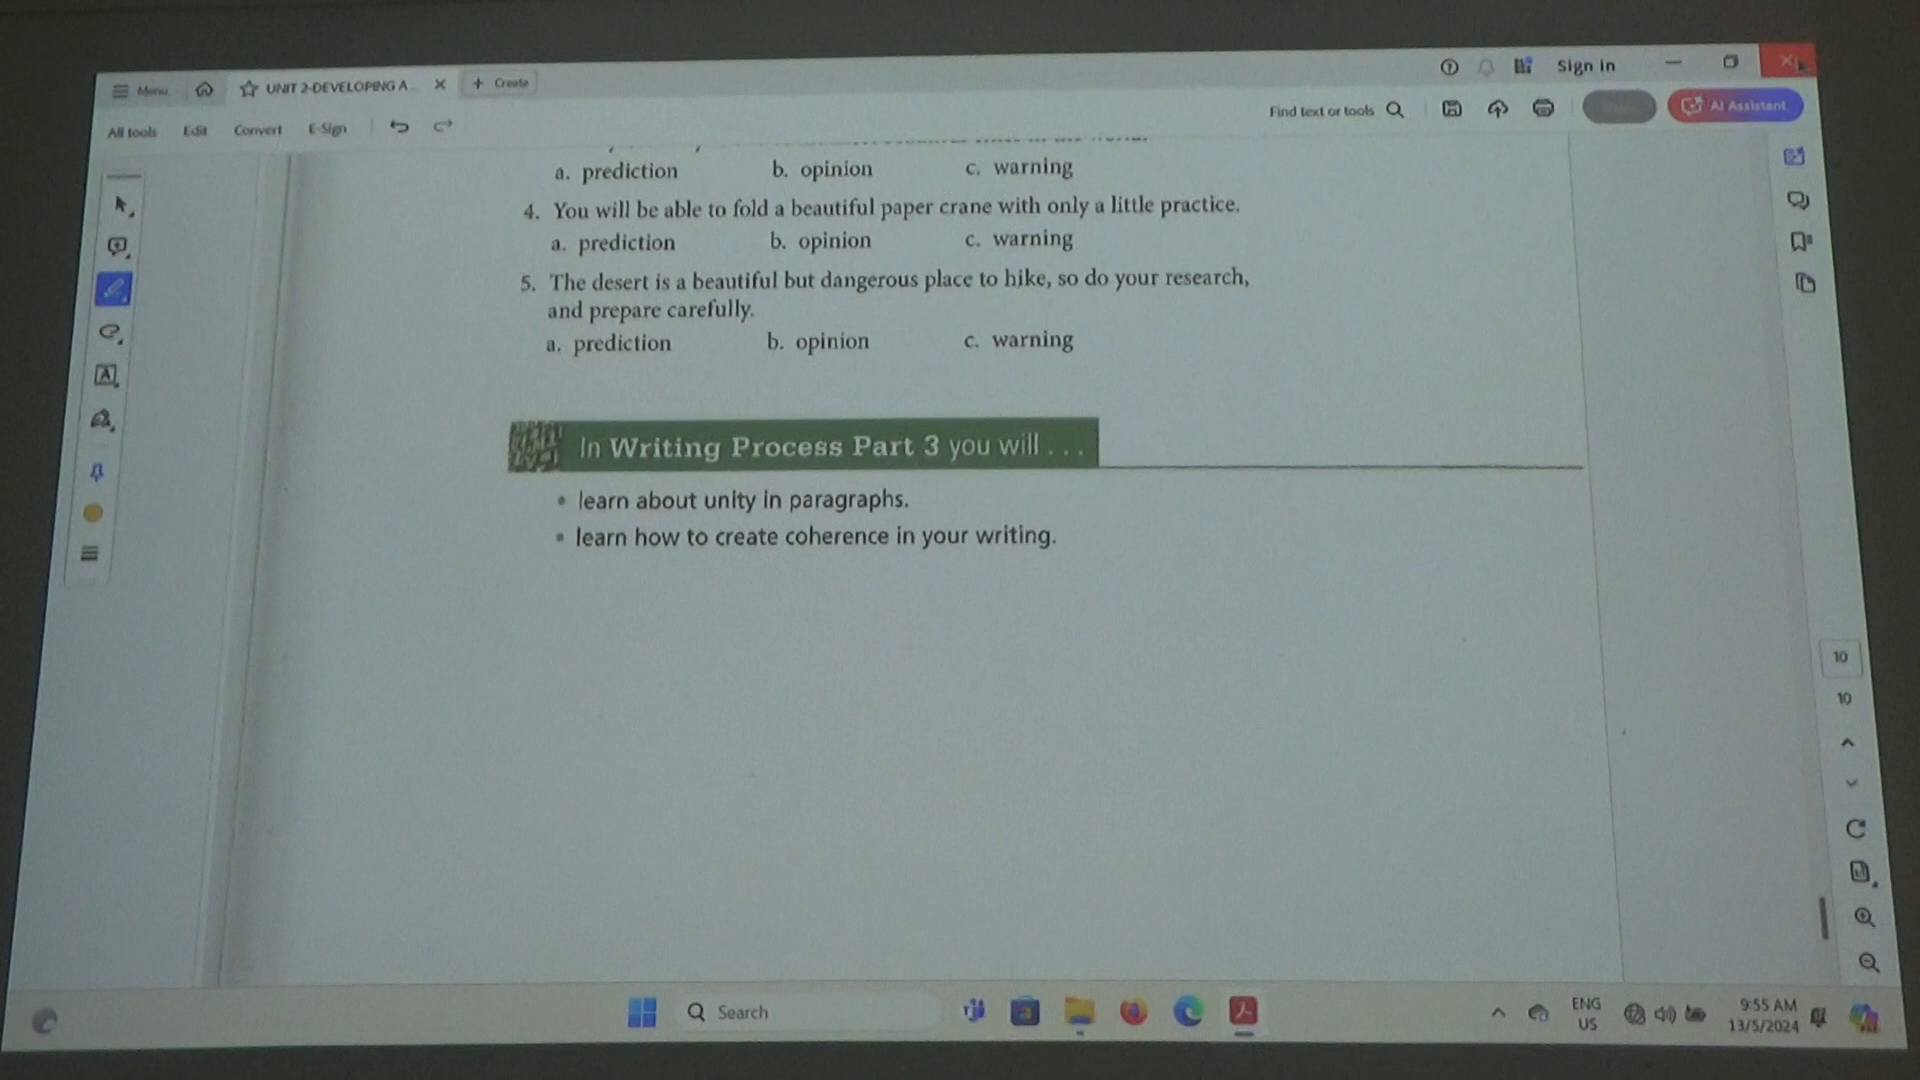 Sign in
Menu
UNIT 2-DEVELOPING A...
Create
Find text or tools
AI Assistant
All tools
Edit
Convert
E-Sign
a. prediction b. opinion c. warning
4. You will be able to fold a beautiful paper crane with only a little practice.
a. prediction b. opinion c. warning
5. The desert is a beautiful but dangerous place to hike, so do your research,
and prepare carefully.
a. prediction b. opinion c. warning
In Writing Process Part 3 you will . . .
• learn about unity in paragraphs.
• learn how to create coherence in your writing.
10
10
Search
ENG
US
9:55 AM
13/5/2024